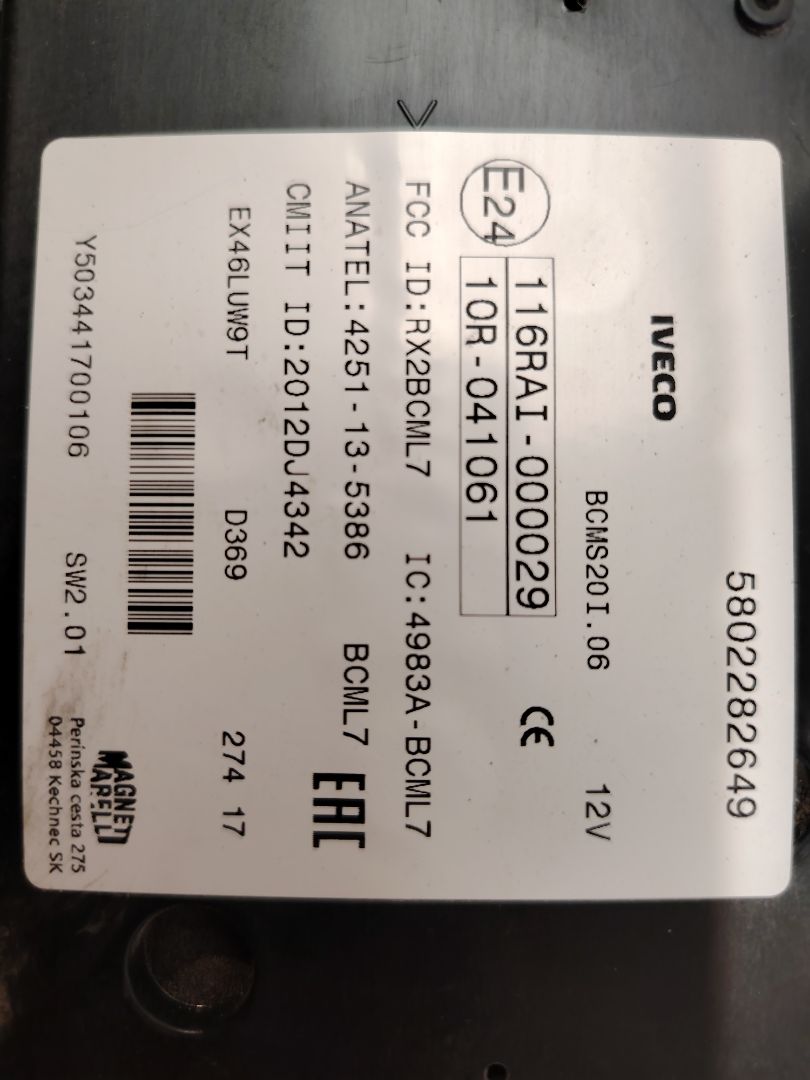 5802282649
IVECO
BCMS20I.06 12V
E24 116RAI-000029 CE
10R-041061
FCC ID:RX2BCML7 IC:4983A-BCML7
ANATEL:4251-13-5386 BCML7
CMIIT ID:2012DJ4342 EAC
EX46LUW9T D369 274 17
MAGNETI
MARELLI
Y503441700106 SW2.01
Perinska cesta 275
04458 Kechnec SK